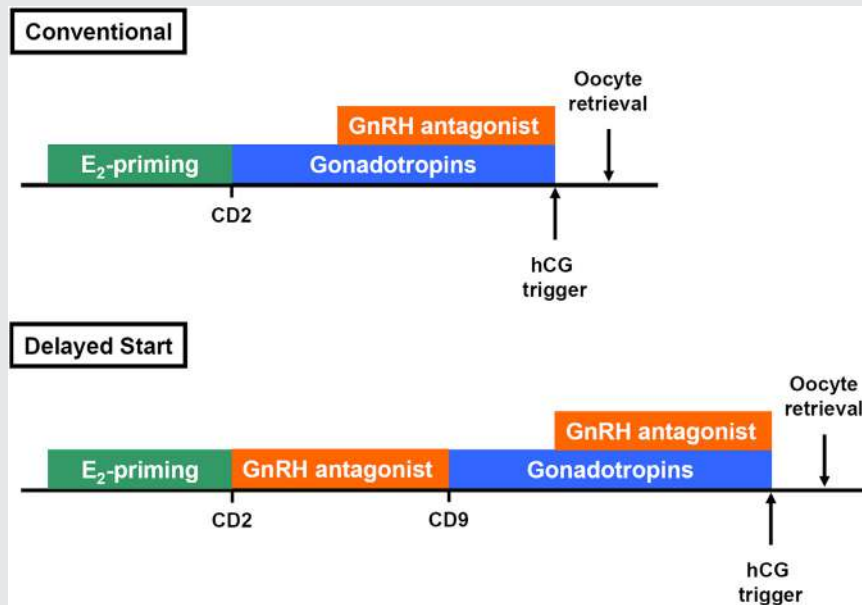 Conventional
Oocyte
retrieval
GnRH antagonist
E₂-priming
Gonadotropins
CD2
hCG
trigger
Delayed Start
Oocyte
retrieval
GnRH antagonist
E₂-priming
GnRH antagonist
Gonadotropins
CD2
CD9
hCG
trigger